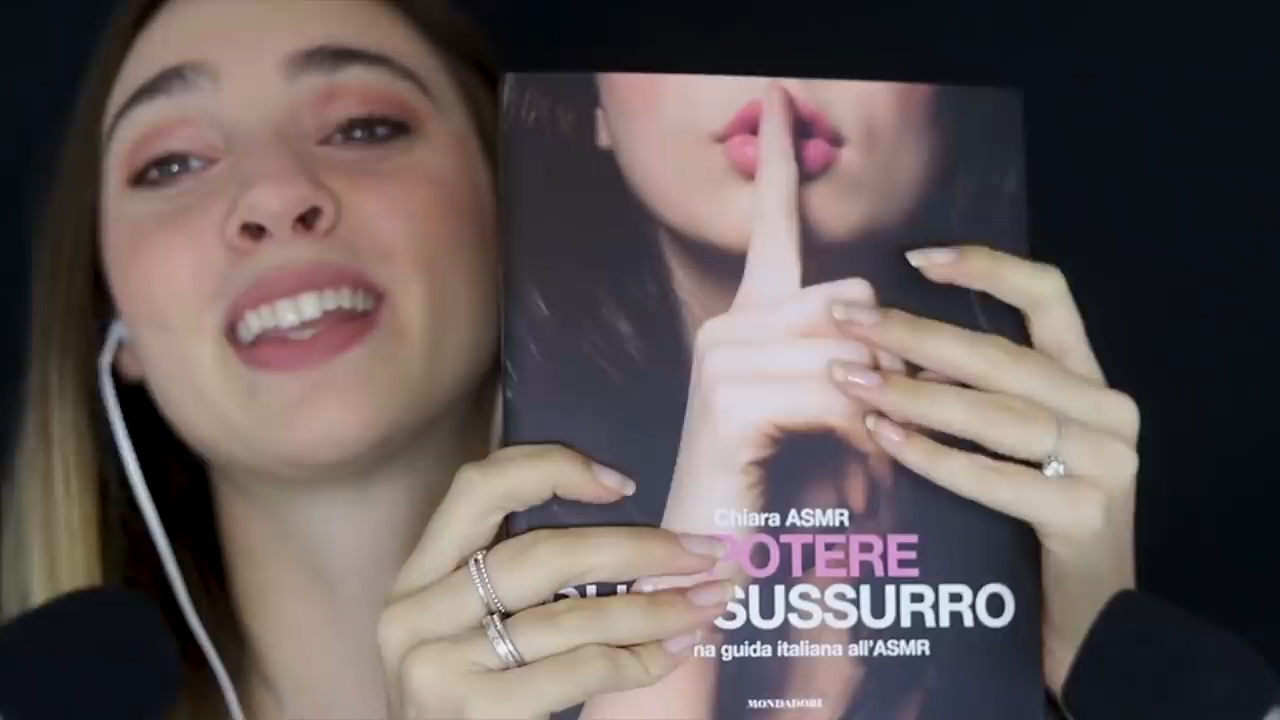 Chiara ASMR
POTERE
SUSSURRO
na guida italiana all'ASMR
MONDADORI